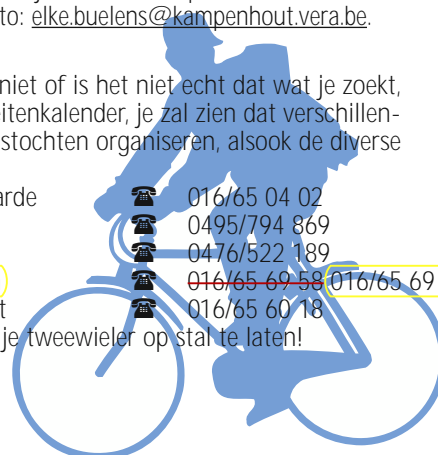 to: elke.buelens@kampenhout.vera.be.
niet of is het niet echt dat wat je zoekt,
eitenkalender, je zal zien dat verschillen-
stochten organiseren, alsook de diverse
arde ☎ 016/65 04 02
☎ 0495/794 869
☎ 0476/522 189
) ☎ 016/65 69 58 016/65 69
t ☎ 016/65 60 18
je tweewieler op stal te laten!